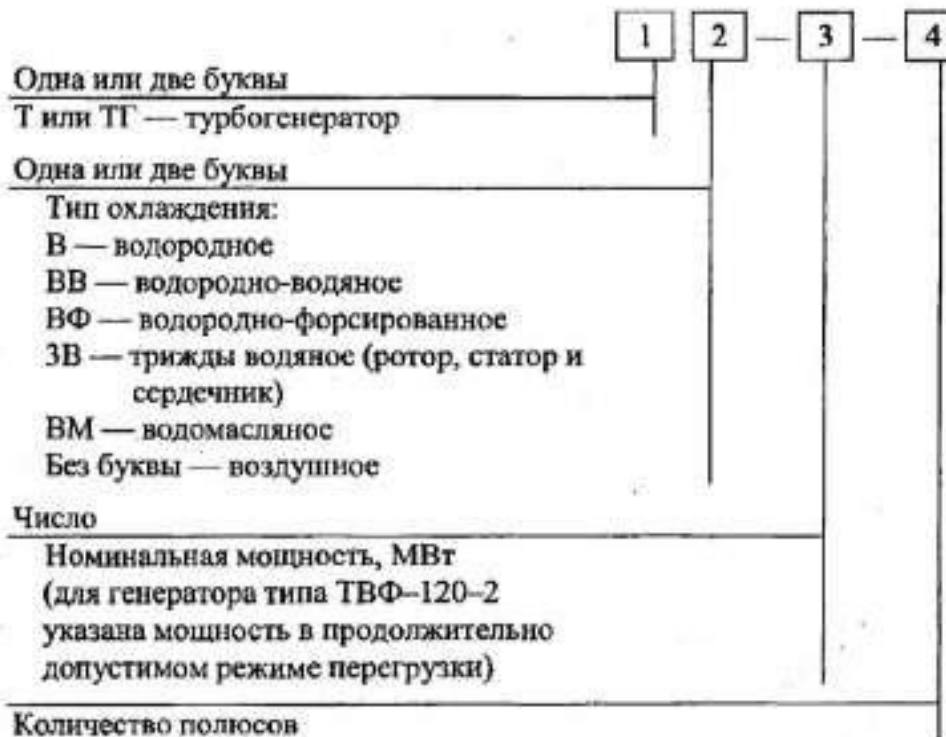 1 2 — 3 — 4
Одна или две буквы
Т или ТГ — турбогенератор
Одна или две буквы
Тип охлаждения:
В — водородное
ВВ — водородно-водяное
ВФ — водородно-форсированное
3В — трижды водяное (ротор, статор и
сердечник)
ВМ — водомасляное
Без буквы — воздушное
Число
Номинальная мощность, МВт
(для генератора типа ТВФ–120–2
указана мощность в продолжительно
допустимом режиме перегрузки)
Количество полюсов